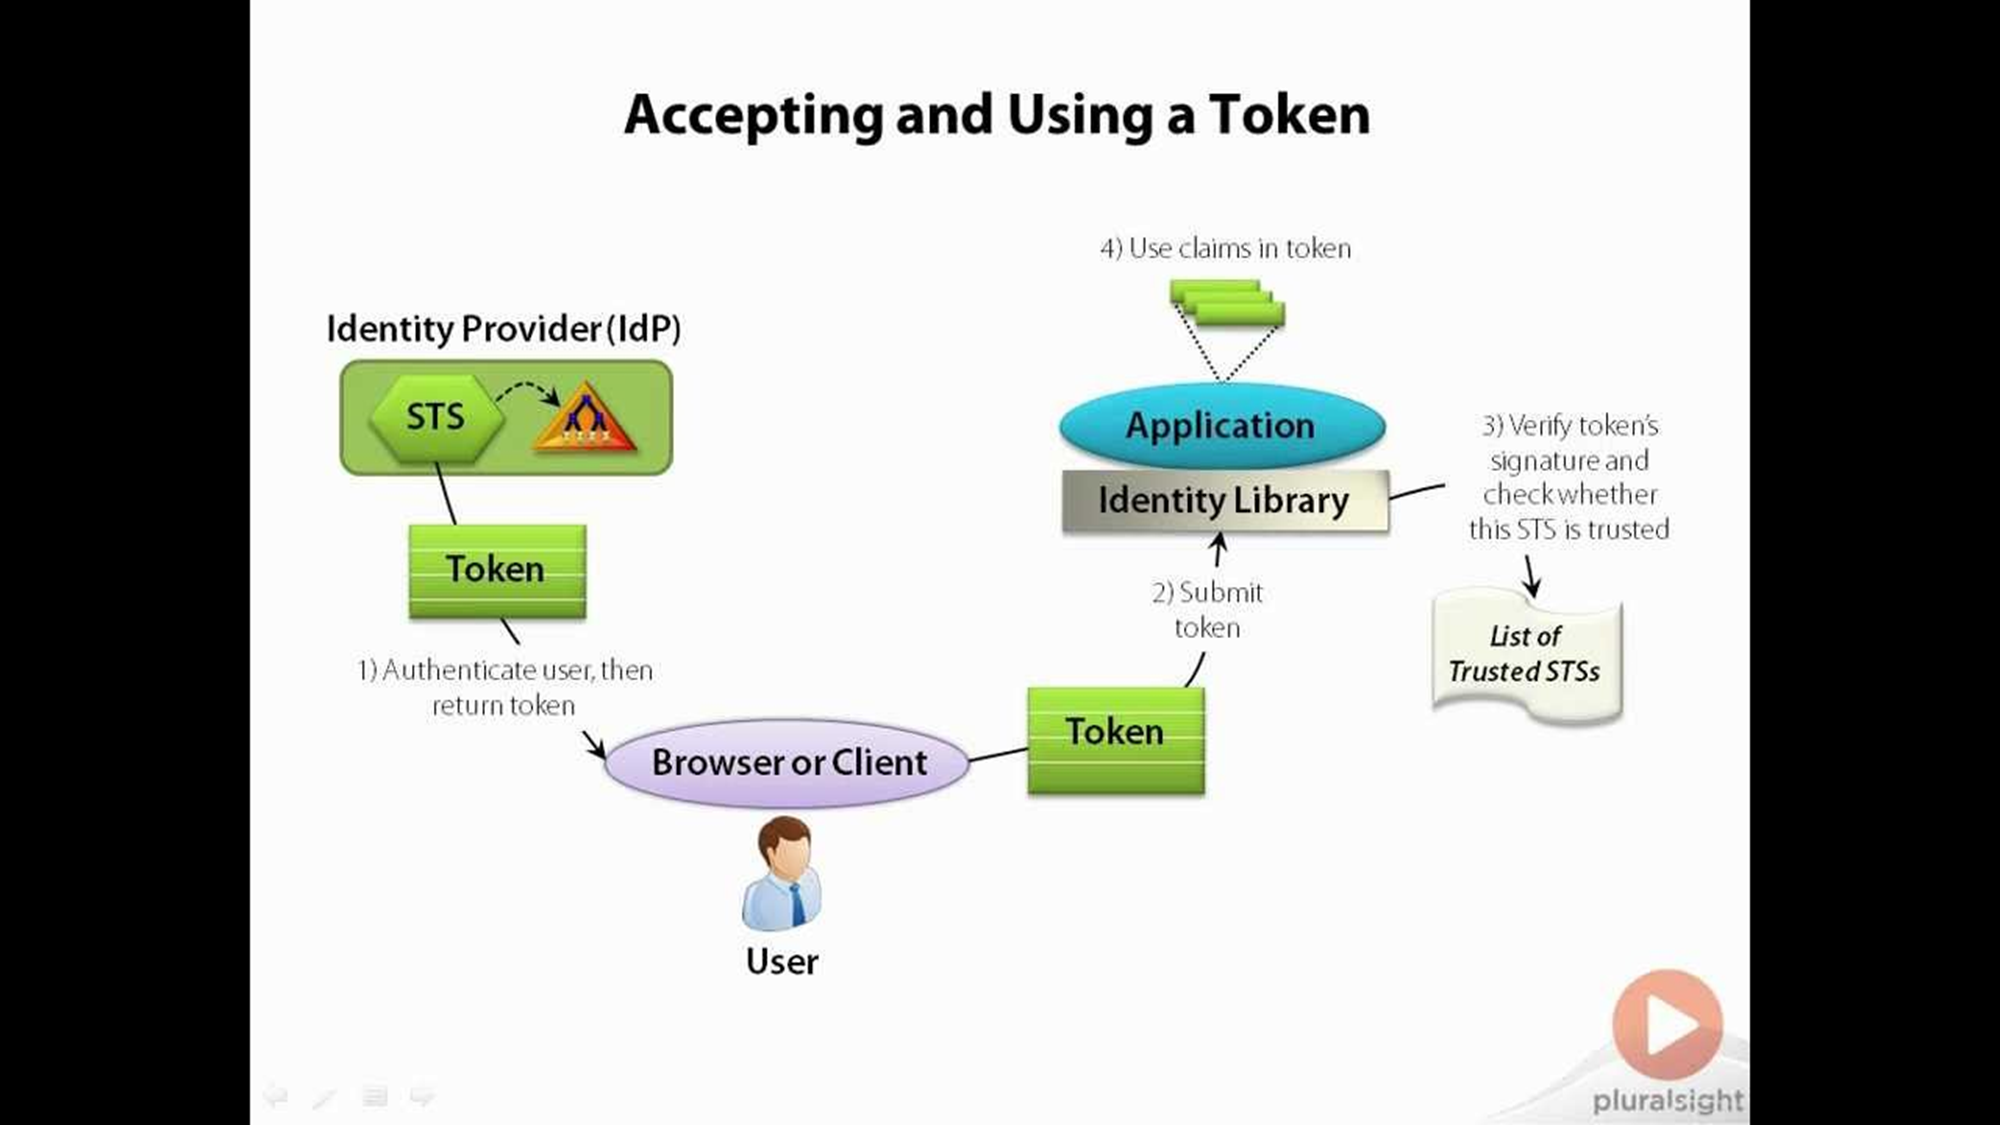 Accepting and Using a Token
4) Use claims in token
Identity Provider (IdP)
STS
Application
Identity Library
3) Verify token's
signature and
check whether
this STS is trusted
Token
2) Submit
token
List of
Trusted STSs
1) Authenticate user, then
return token
Token
Browser or Client
User
pluralsight